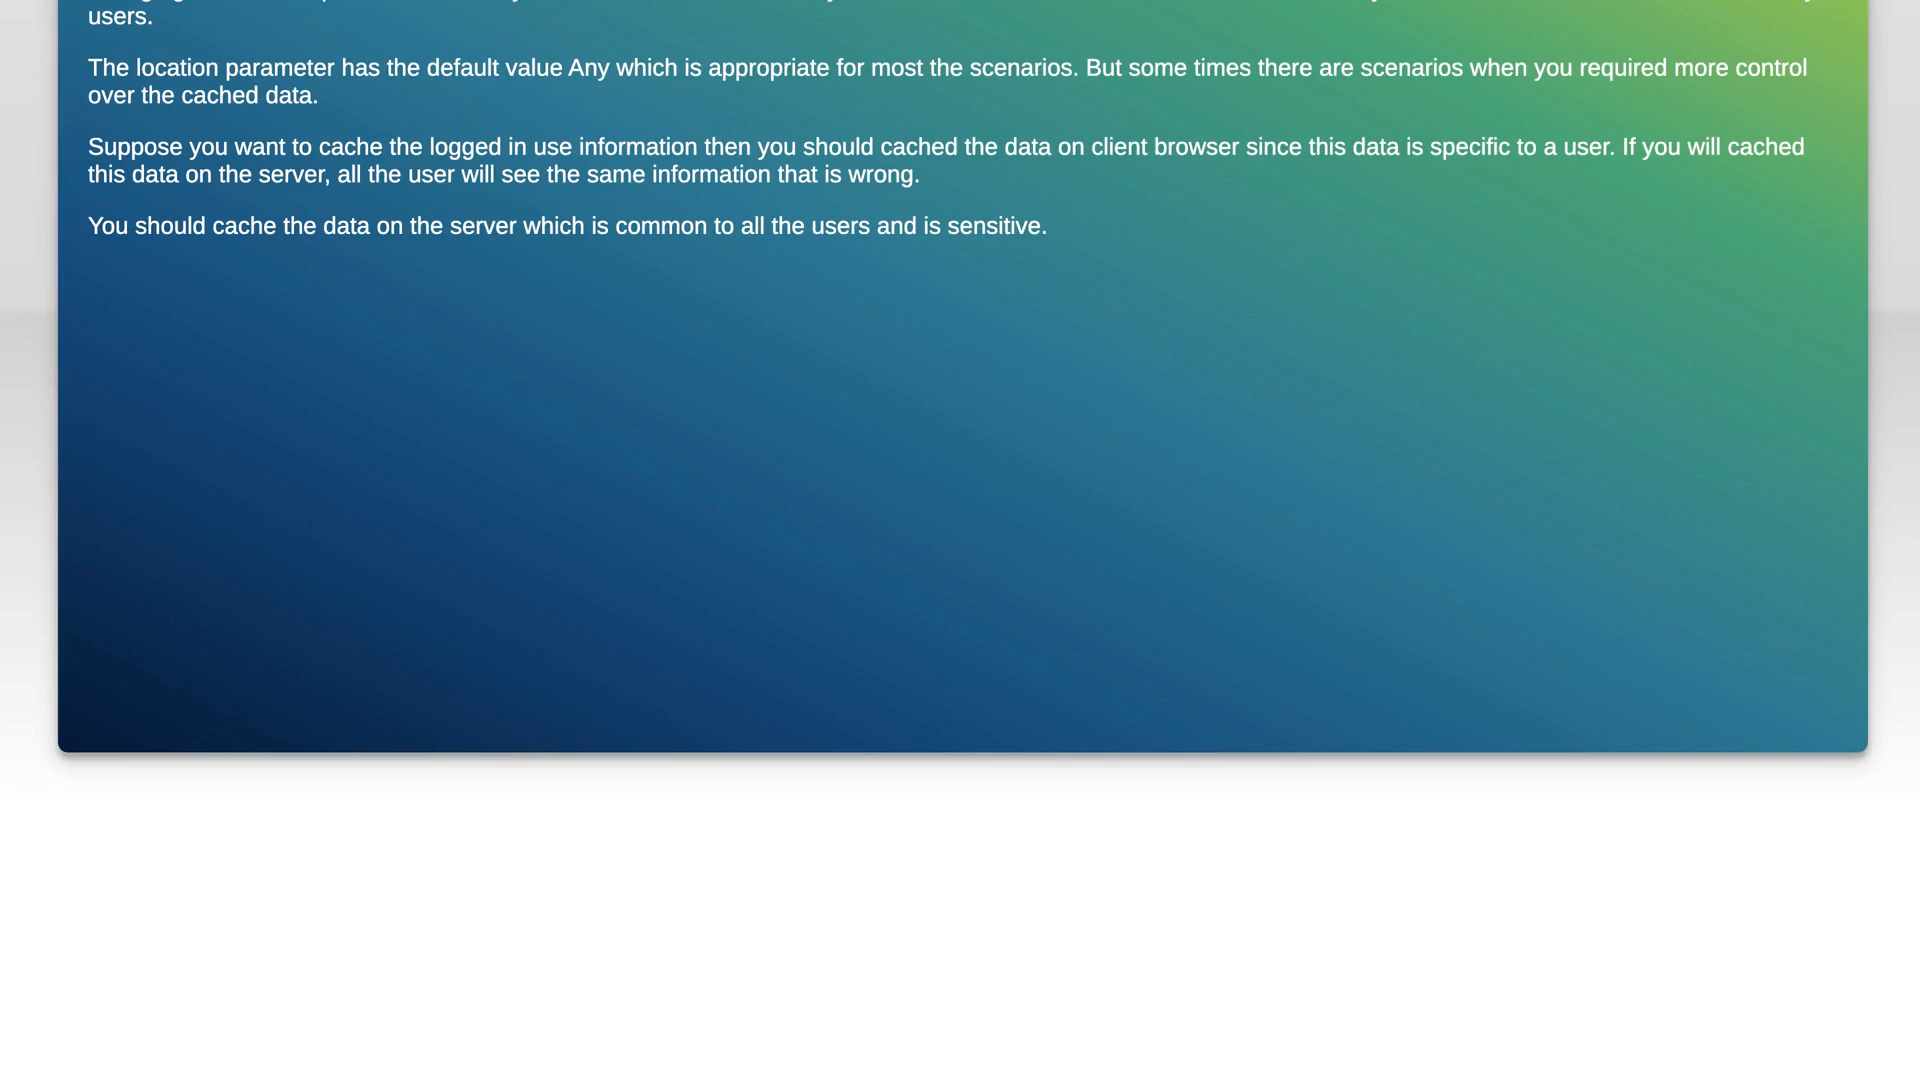 users.
The location parameter has the default value Any which is appropriate for most the scenarios. But some times there are scenarios when you required more control
over the cached data.
Suppose you want to cache the logged in use information then you should cached the data on client browser since this data is specific to a user. If you will cached
this data on the server, all the user will see the same information that is wrong.
You should cache the data on the server which is common to all the users and is sensitive.